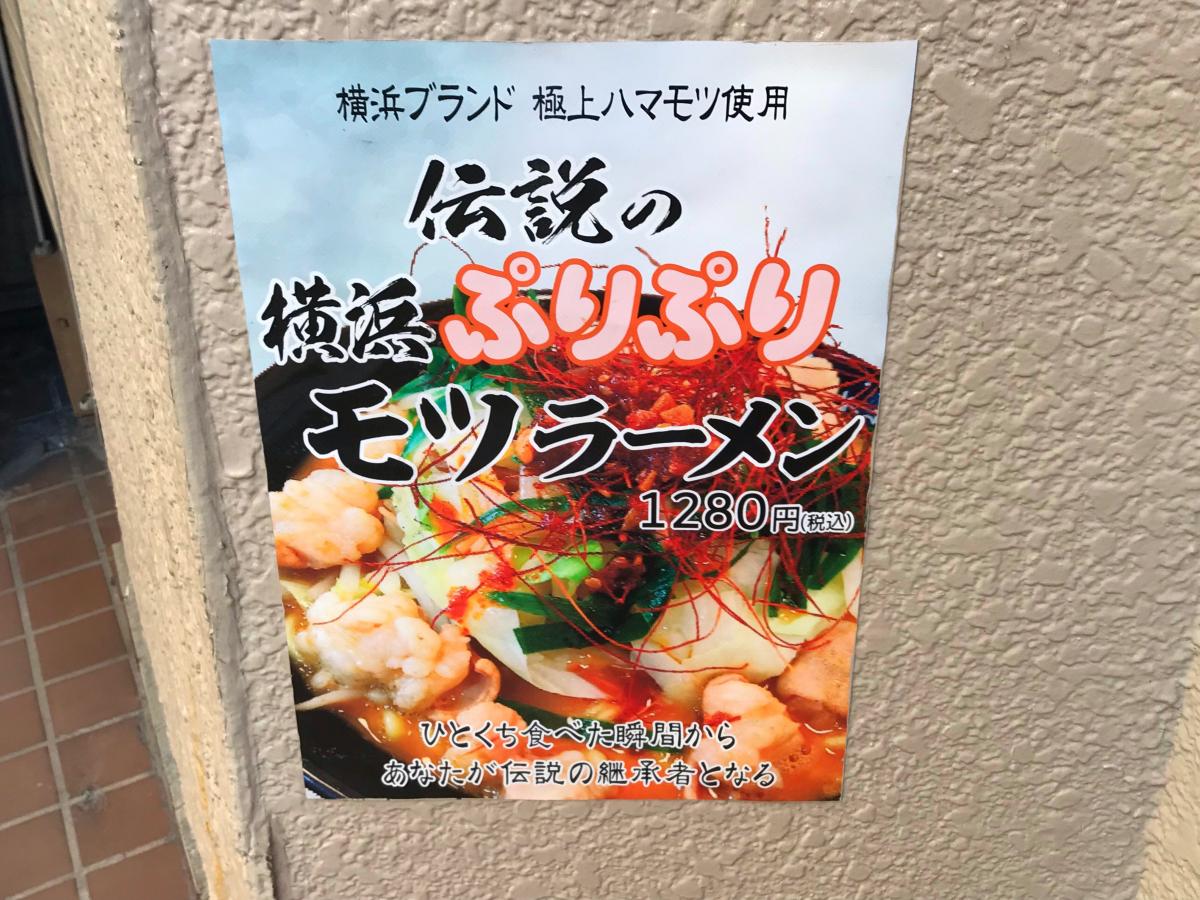 横浜ブランド 極上ハマモツ使用
伝説の
横浜ぷりぷり
モツラーメン
1280円(税込)
ひとくち食べた瞬間から
あなたが伝説の継承者となる